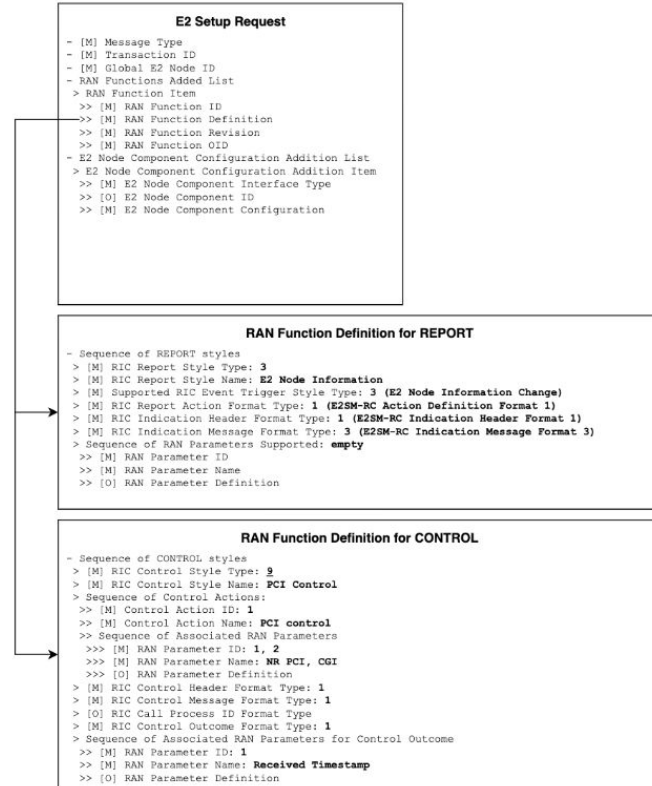 E2 Setup Request
- [M] Message Type
- [M] Transaction ID
- [M] Global E2 Node ID
- RAN Functions Added List
> RAN Function Item
>> [M] RAN Function ID
>> [M] RAN Function Definition
>> [M] RAN Function Revision
>> [M] RAN Function OID
- E2 Node Component Configuration Addition List
> E2 Node Component Configuration Addition Item
>> [M] E2 Node Component Interface Type
>> [O] E2 Node Component ID
>> [M] E2 Node Component Configuration
RAN Function Definition for REPORT
- Sequence of REPORT styles
> [M] RIC Report Style Type: 3
> [M] RIC Report Style Name: E2 Node Information
> [M] Supported RIC Event Trigger Style Type: 3 (E2 Node Information Change)
> [M] RIC Report Action Format Type: 1 (E2SM-RC Action Definition Format 1)
> [M] RIC Indication Header Format Type: 1 (E2SM-RC Indication Header Format 1)
> [M] RIC Indication Message Format Type: 3 (E2SM-RC Indication Message Format 3)
> Sequence of RAN Parameters Supported: empty
>> [M] RAN Parameter ID
>> [M] RAN Parameter Name
>> [O] RAN Parameter Definition
RAN Function Definition for CONTROL
- Sequence of CONTROL styles
> [M] RIC Control Style Type: 9
> [M] RIC Control Style Name: PCI Control
> Sequence of Control Actions:
>> [M] Control Action ID: 1
>> [M] Control Action Name: PCI control
>> Sequence of Associated RAN Parameters
>>> [M] RAN Parameter ID: 1, 2
>>> [M] RAN Parameter Name: NR PCI, CGI
>>> [O] RAN Parameter Definition
> [M] RIC Control Header Format Type: 1
> [M] RIC Control Message Format Type: 1
> [O] RIC Call Process ID Format Type
> [M] RIC Control Outcome Format Type: 1
> Sequence of Associated RAN Parameters for Control Outcome
>> [M] RAN Parameter ID: 1
>> [M] RAN Parameter Name: Received Timestamp
>> [O] RAN Parameter Definition